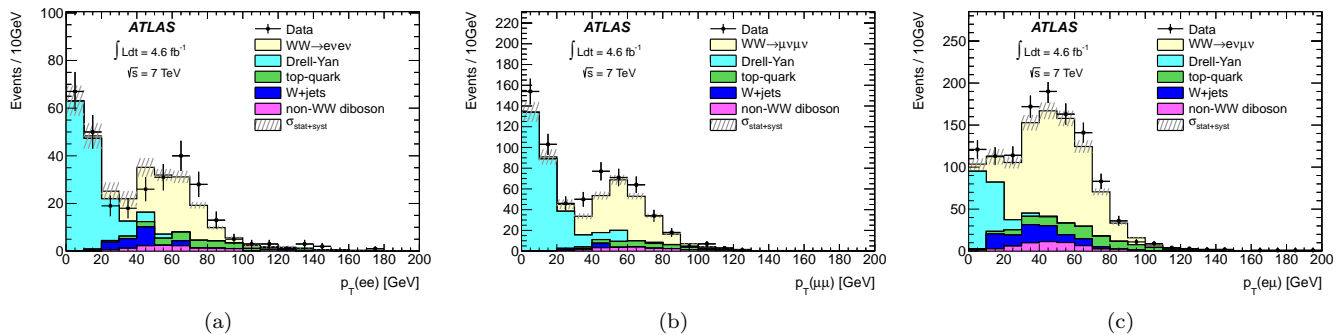 ATLAS
∫ Ldt = 4.6 fb⁻¹
√s = 7 TeV
Data
WW→eνeν
Drell-Yan
top-quark
W+jets
non-WW diboson
σ_stat+syst
Events / 10GeV
100
80
60
40
20
0
0 20 40 60 80 100 120 140 160 180 200
p_T(ee) [GeV]
(a)
ATLAS
∫ Ldt = 4.6 fb⁻¹
√s = 7 TeV
Data
WW→μνμν
Drell-Yan
top-quark
W+jets
non-WW diboson
σ_stat+syst
Events / 10GeV
220
200
180
160
140
120
100
80
60
40
20
0
0 20 40 60 80 100 120 140 160 180 200
p_T(μμ) [GeV]
(b)
ATLAS
∫ Ldt = 4.6 fb⁻¹
√s = 7 TeV
Data
WW→eνμν
Drell-Yan
top-quark
W+jets
non-WW diboson
σ_stat+syst
Events / 10GeV
250
200
150
100
50
0
0 20 40 60 80 100 120 140 160 180 200
p_T(eμ) [GeV]
(c)